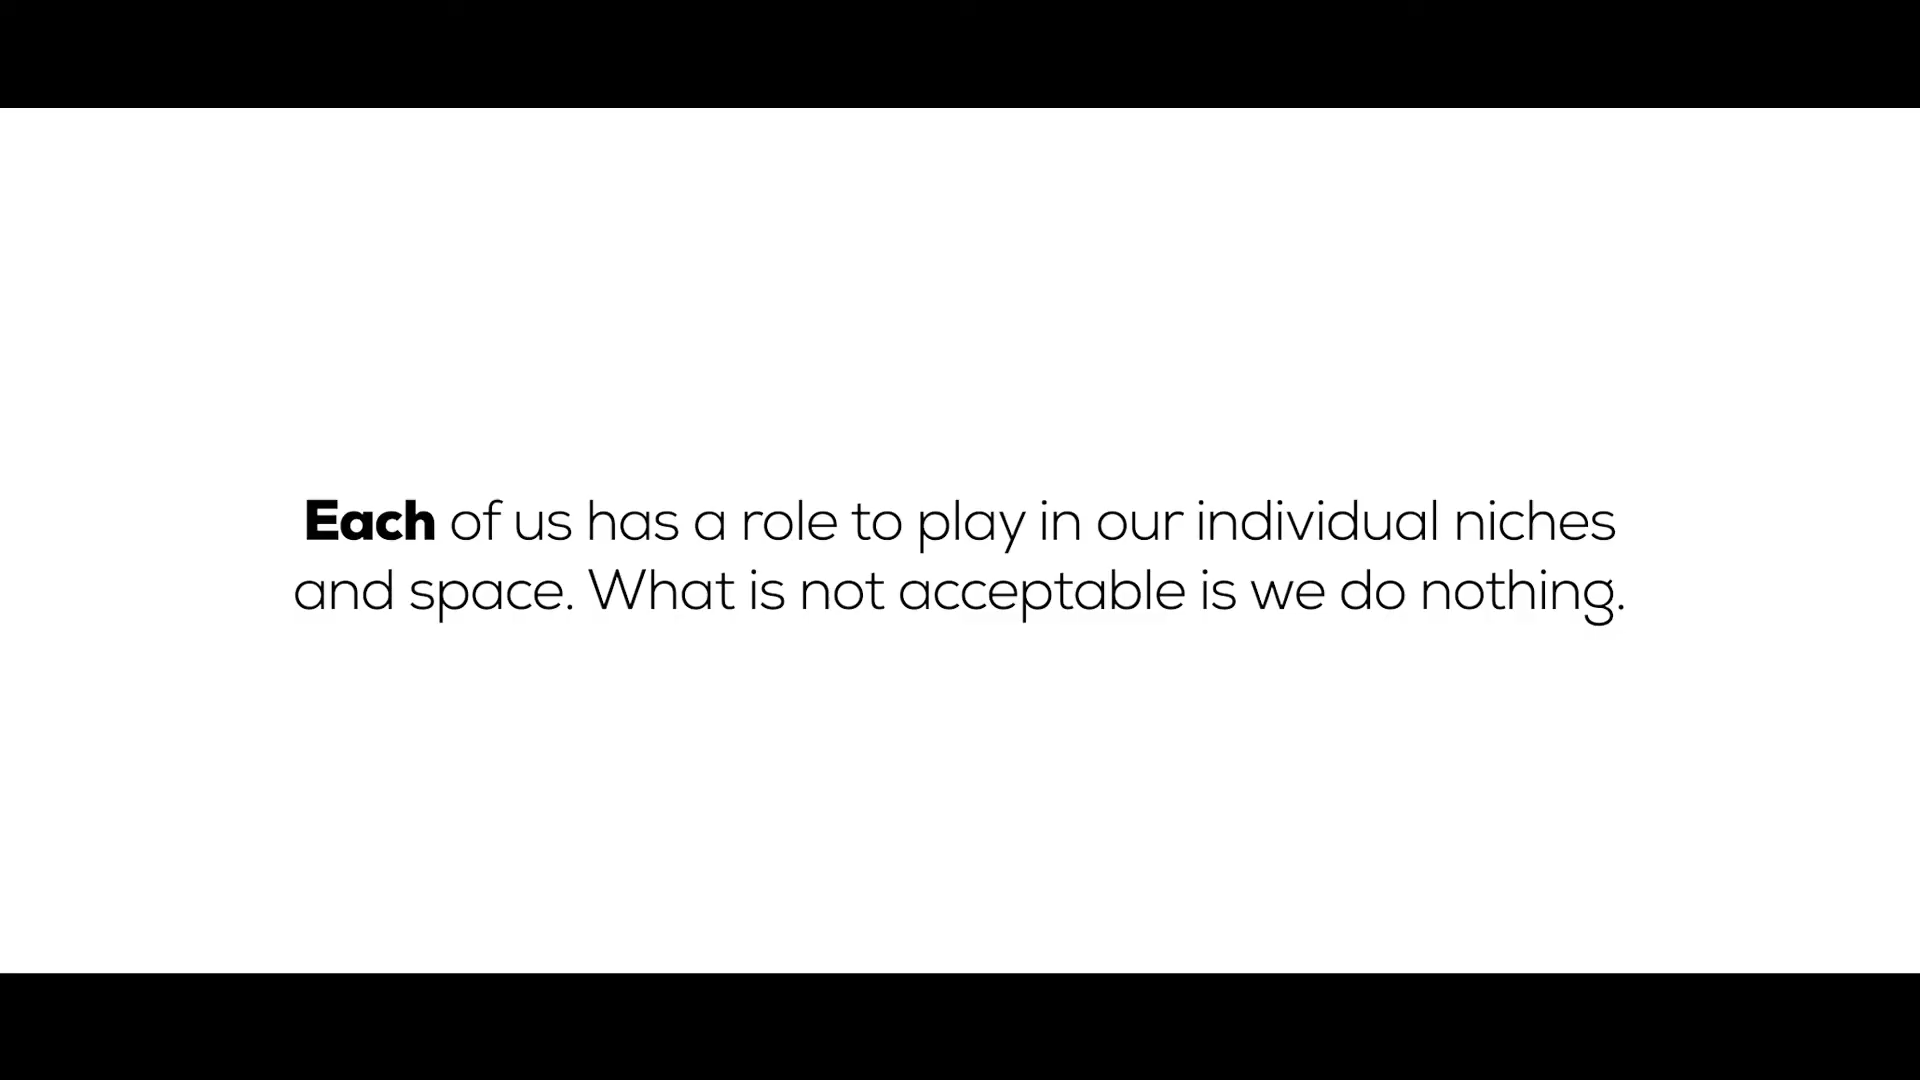 Each of us has a role to play in our individual niches
and space. What is not acceptable is we do nothing.